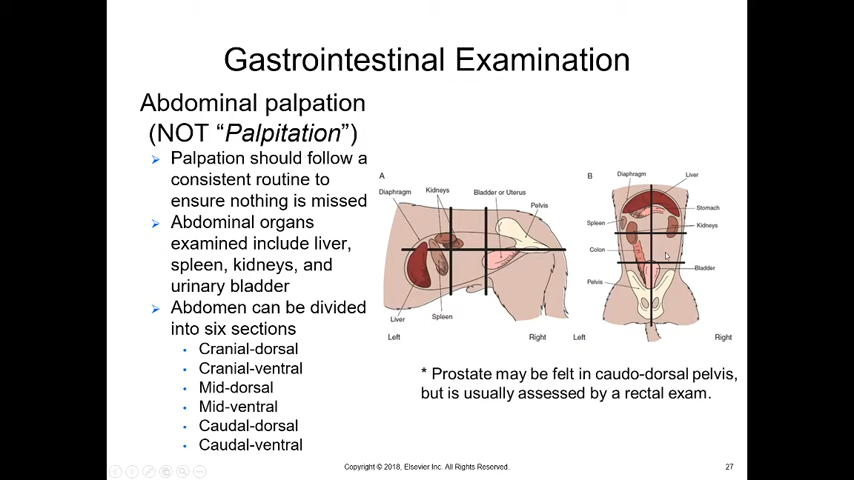 Gastrointestinal Examination
Abdominal palpation
(NOT “Palpitation”)
Palpation should follow a
consistent routine to
ensure nothing is missed
Abdominal organs
examined include liver,
spleen, kidneys, and
urinary bladder
Abdomen can be divided
into six sections
Cranial-dorsal
Cranial-ventral
Mid-dorsal
Mid-ventral
Caudal-dorsal
Caudal-ventral
A
Diaphragm
Kidneys
Bladder or Uterus
Pelvis
Liver
Spleen
Left
Right
B
Diaphragm
Liver
Stomach
Spleen
Kidneys
Colon
Bladder
Pelvis
Left
Right
* Prostate may be felt in caudo-dorsal pelvis,
but is usually assessed by a rectal exam.
Copyright © 2018, Elsevier Inc. All Rights Reserved.
27